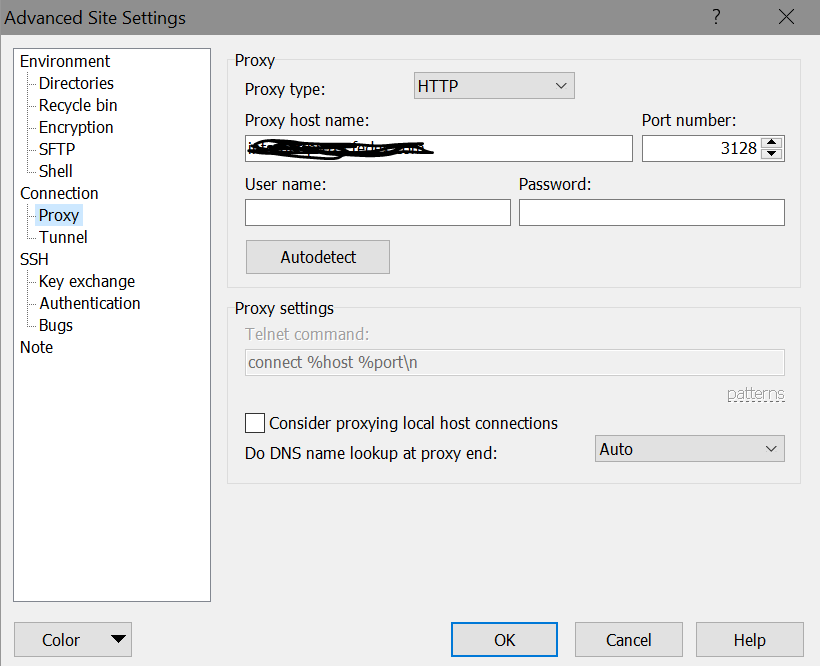 Advanced Site Settings
?
Environment
Directories
Recycle bin
Encryption
SFTP
Shell
Connection
Proxy
Tunnel
SSH
Key exchange
Authentication
Bugs
Note
Proxy
Proxy type:
HTTP
Proxy host name:
Port number:
3128
User name:
Password:
Autodetect
Proxy settings
Telnet command:
connect %host %port\n
patterns
Consider proxying local host connections
Do DNS name lookup at proxy end:
Auto
Color
OK
Cancel
Help